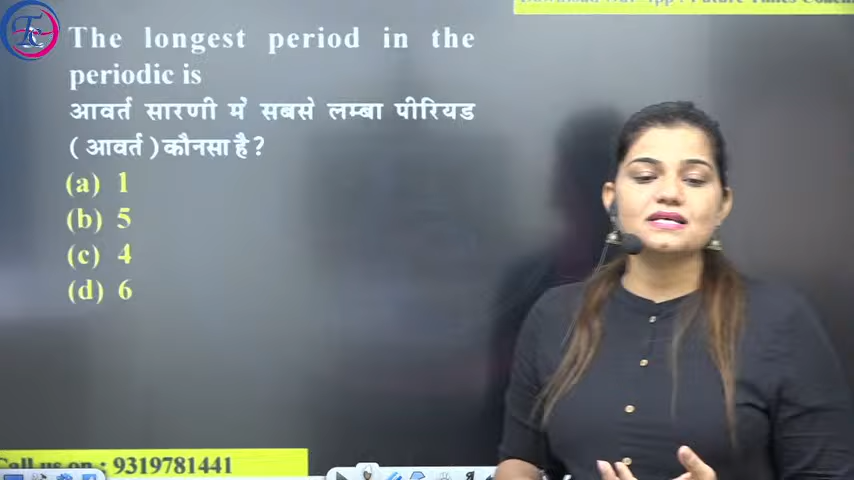 The longest period in the
periodic is
आवर्त सारणी में सबसे लम्बा पीरियड
( आवर्त ) कौनसा है?
(a) 1
(b) 5
(c) 4
(d) 6
Call us on : 9319781441